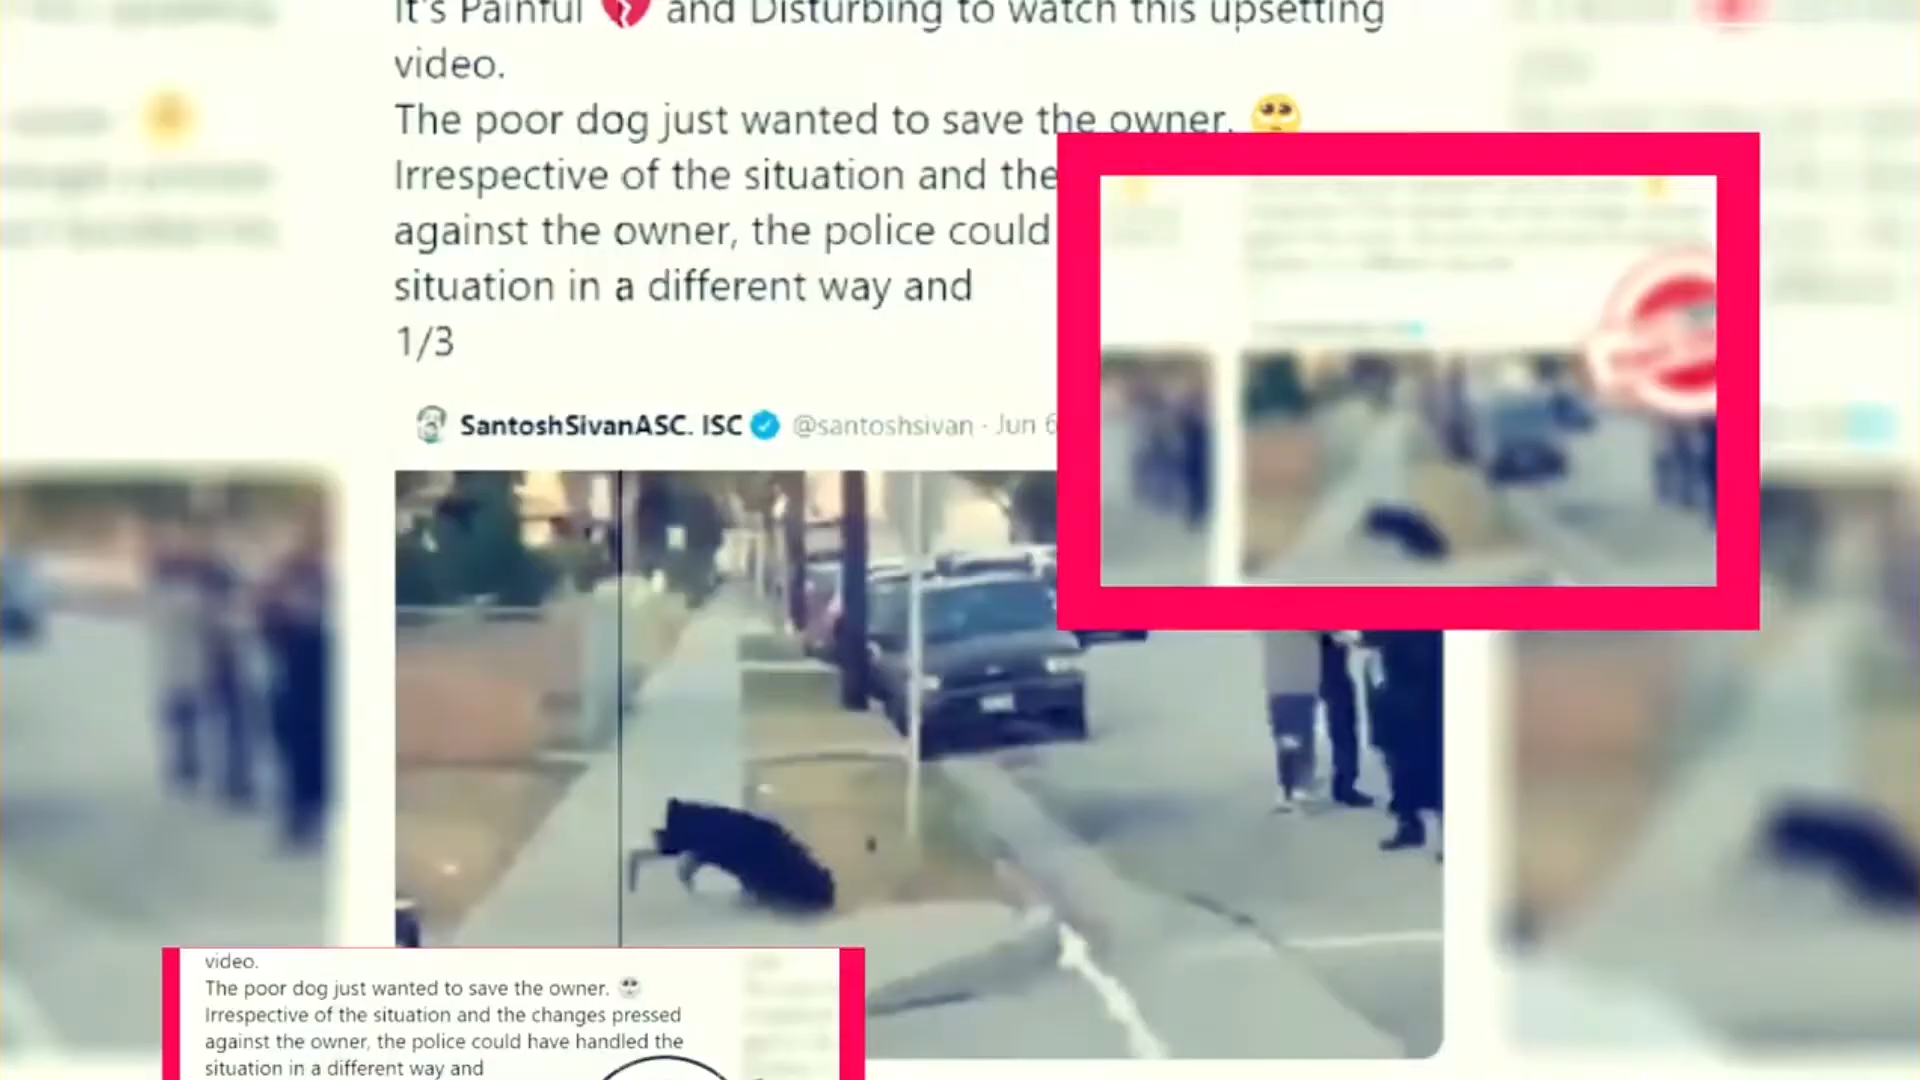 It's Painful 💔 and Disturbing to watch this upsetting
video.
The poor dog just wanted to save the owner. 🥺
Irrespective of the situation and the
against the owner, the police could
situation in a different way and
1/3
SantoshSivanASC. ISC @santoshsivan · Jun 6
video.
The poor dog just wanted to save the owner. 🥺
Irrespective of the situation and the changes pressed
against the owner, the police could have handled the
situation in a different way and